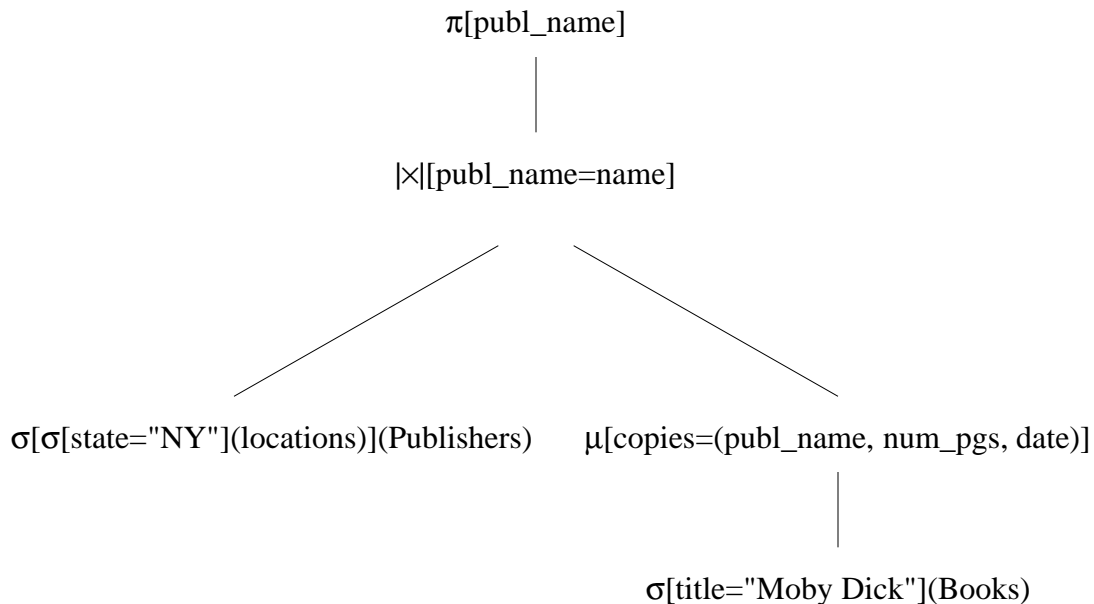 π[publ_name]
|×|[publ_name=name]
σ[σ[state="NY"](locations)](Publishers)
μ[copies=(publ_name, num_pgs, date)]
σ[title="Moby Dick"](Books)